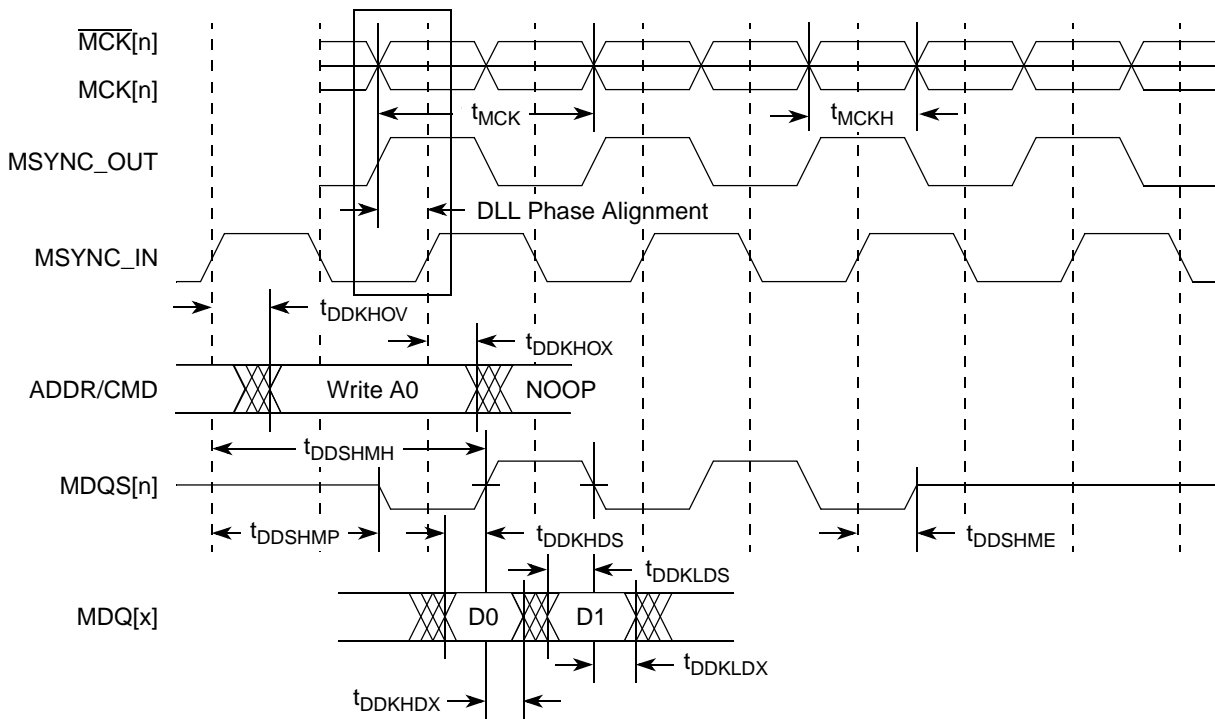 MCK[n]
MCK[n]
tMCK
tMCKH
MSYNC_OUT
DLL Phase Alignment
MSYNC_IN
tDDKHOV
tDDKHOX
ADDR/CMD
Write A0
NOOP
tDDSHMH
MDQS[n]
tDDSHMP
tDDKHDS
tDDSHME
tDDKLDS
MDQ[x]
D0
D1
tDDKLDX
tDDKHDX